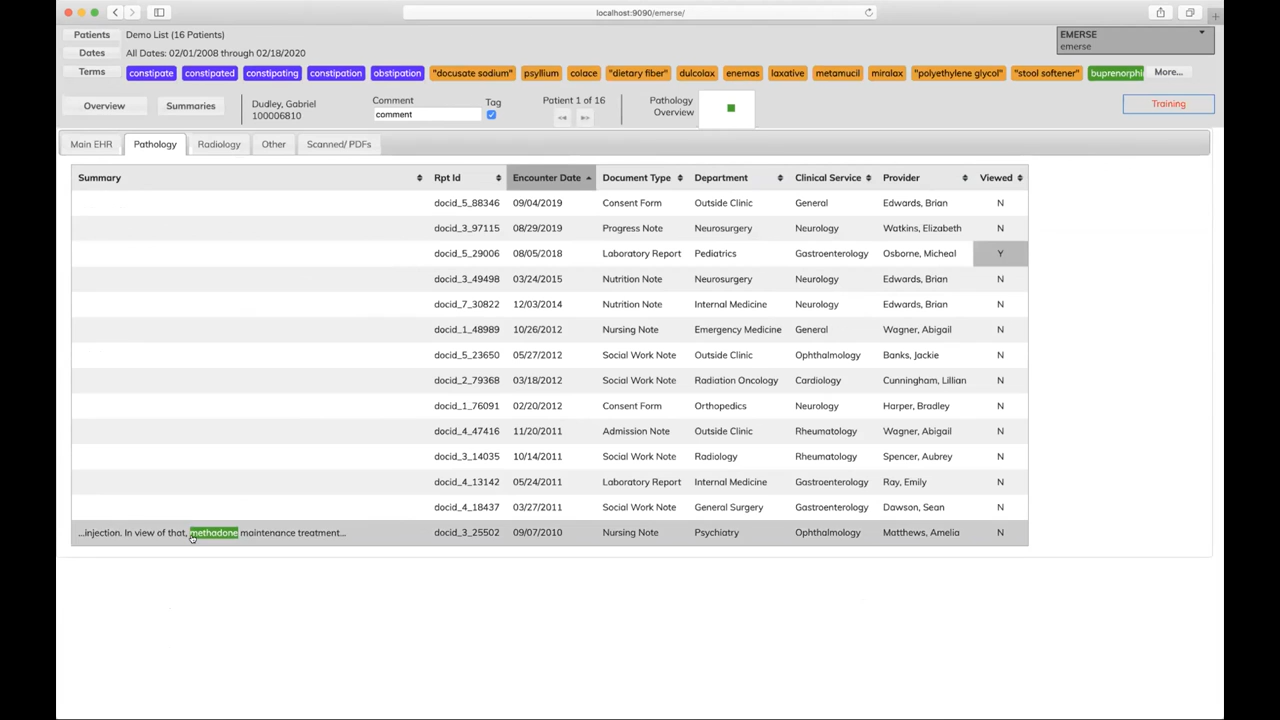 localhost:9090/emerse/
Patients Demo List (16 Patients) EMERSE
emerse
Dates All Dates: 02/01/2008 through 02/18/2020
Terms constipate constipated constipating constipation obstipation "docusate sodium" psyllium colace "dietary fiber" dulcolax enemas laxative metamucil miralax "polyethylene glycol" "stool softener" buprenorphi More...
Overview Summaries Dudley, Gabriel
100006810 Comment
comment Tag Patient 1 of 16 Pathology
Overview Training
Main EHR Pathology Radiology Other Scanned/ PDFs
Summary Rpt Id Encounter Date Document Type Department Clinical Service Provider Viewed
docid_5_88346 09/04/2019 Consent Form Outside Clinic General Edwards, Brian N
docid_3_97115 08/29/2019 Progress Note Neurosurgery Neurology Watkins, Elizabeth N
docid_5_29006 08/05/2018 Laboratory Report Pediatrics Gastroenterology Osborne, Micheal Y
docid_3_49498 03/24/2015 Nutrition Note Neurosurgery Neurology Edwards, Brian N
docid_7_30822 12/03/2014 Nutrition Note Internal Medicine Neurology Edwards, Brian N
docid_1_48989 10/26/2012 Nursing Note Emergency Medicine General Wagner, Abigail N
docid_5_23650 05/27/2012 Social Work Note Outside Clinic Ophthalmology Banks, Jackie N
docid_2_79368 03/18/2012 Social Work Note Radiation Oncology Cardiology Cunningham, Lillian N
docid_1_76091 02/20/2012 Consent Form Orthopedics Neurology Harper, Bradley N
docid_4_47416 11/20/2011 Admission Note Outside Clinic Rheumatology Wagner, Abigail N
docid_3_14035 10/14/2011 Social Work Note Radiology Rheumatology Spencer, Aubrey N
docid_4_13142 05/24/2011 Laboratory Report Internal Medicine Gastroenterology Ray, Emily N
docid_4_18437 03/27/2011 Social Work Note General Surgery Gastroenterology Dawson, Sean N
...injection. In view of that, methadone maintenance treatment... docid_3_25502 09/07/2010 Nursing Note Psychiatry Ophthalmology Matthews, Amelia N